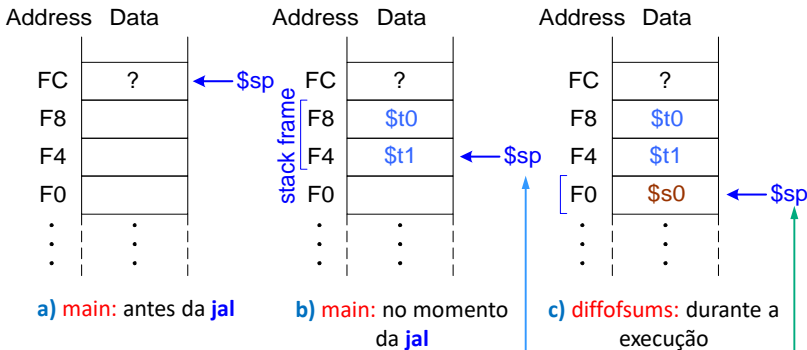 Address Data
FC ? $sp
F8
F4
F0
a) main: antes da jal
Address Data
FC ?
F8 $t0
F4 $t1 $sp
F0
stack frame
b) main: no momento
da jal
Address Data
FC ?
F8 $t0
F4 $t1
F0 $s0 $sp
c) diffofsums: durante a
execução